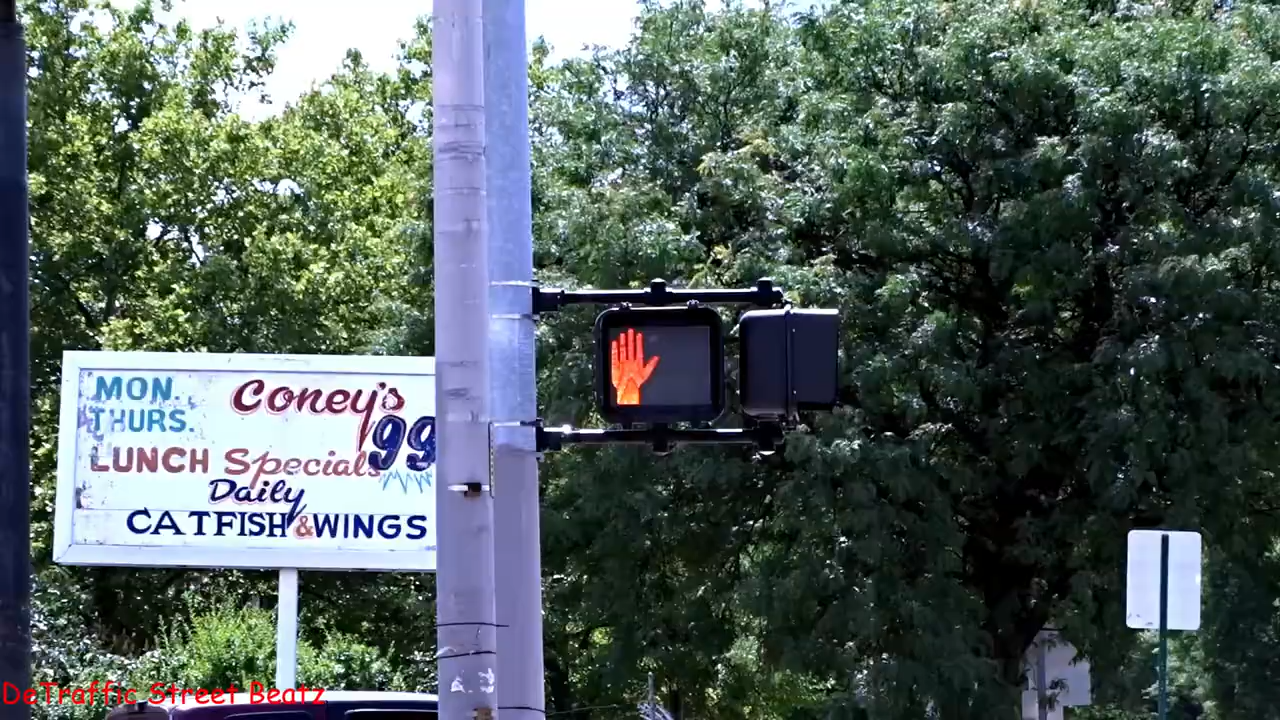 MON. Coney's
THURS. 99
LUNCH Specials
Daily
CATFISH & WINGS
DeTraffic Street Beatz